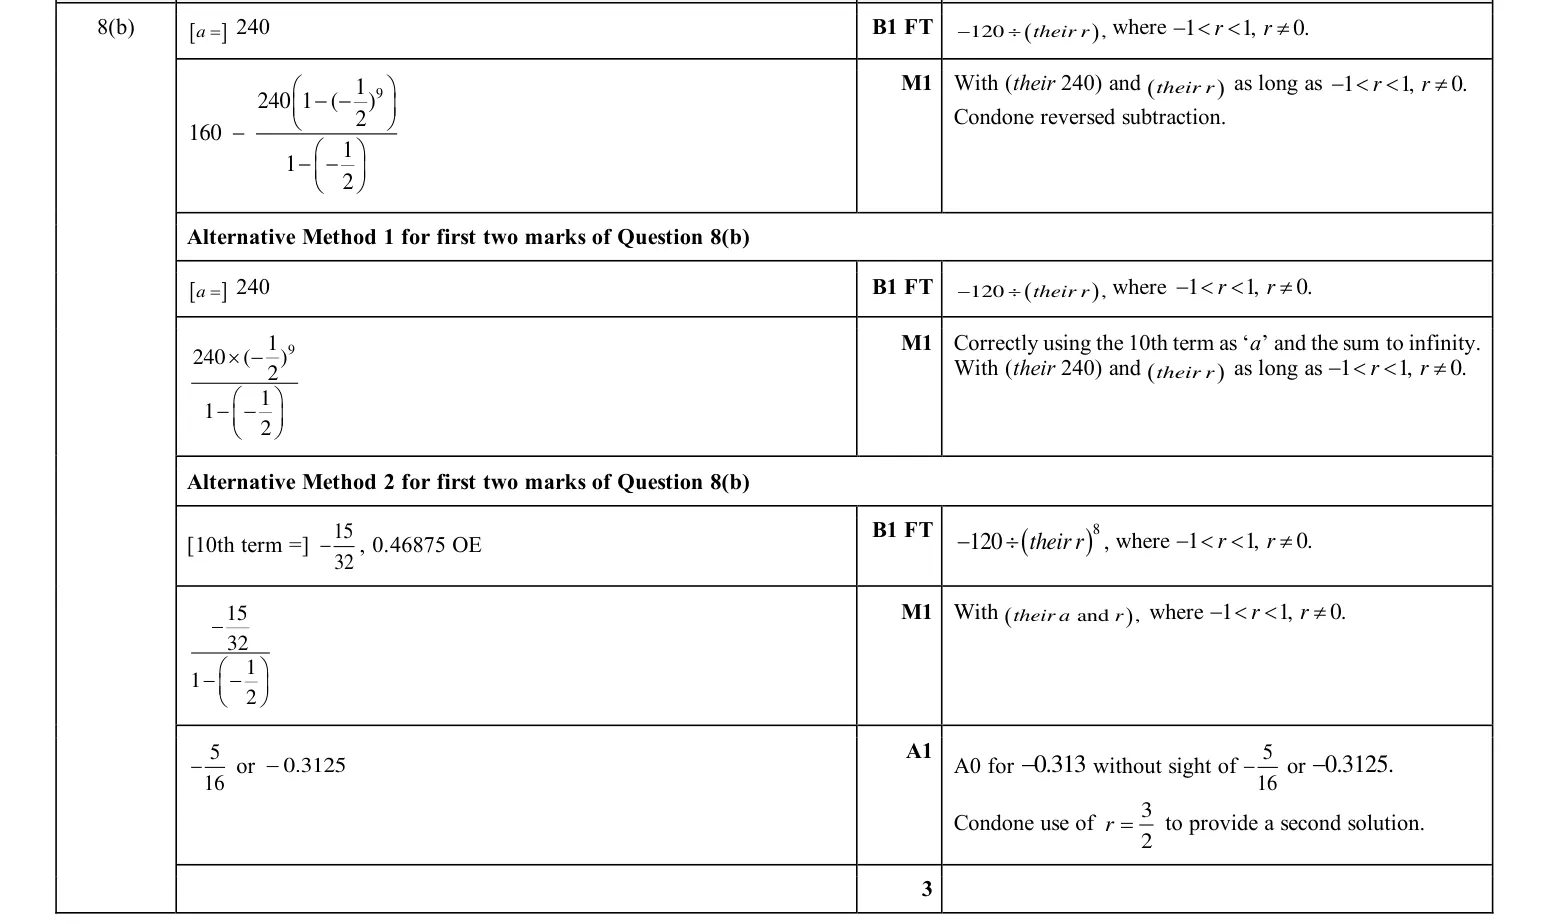 8(b)
[a =] 240
B1 FT
−120 ÷ (their r), where −1 < r < 1, r ≠ 0.
160 − 240(1 − (−1/2)^9) / (1 − (−1/2))
M1
With (their 240) and (their r) as long as −1 < r < 1, r ≠ 0.
Condone reversed subtraction.
Alternative Method 1 for first two marks of Question 8(b)
[a =] 240
B1 FT
−120 ÷ (their r), where −1 < r < 1, r ≠ 0.
240 × (−1/2)^9 / (1 − (−1/2))
M1
Correctly using the 10th term as ‘a’ and the sum to infinity.
With (their 240) and (their r) as long as −1 < r < 1, r ≠ 0.
Alternative Method 2 for first two marks of Question 8(b)
[10th term =] −15/32, 0.46875 OE
B1 FT
−120 ÷ (their r)^8, where −1 < r < 1, r ≠ 0.
−15/32 / (1 − (−1/2))
M1
With (their a and r), where −1 < r < 1, r ≠ 0.
−5/16 or − 0.3125
A1
A0 for −0.313 without sight of −5/16 or −0.3125.
Condone use of r = 3/2 to provide a second solution.
3